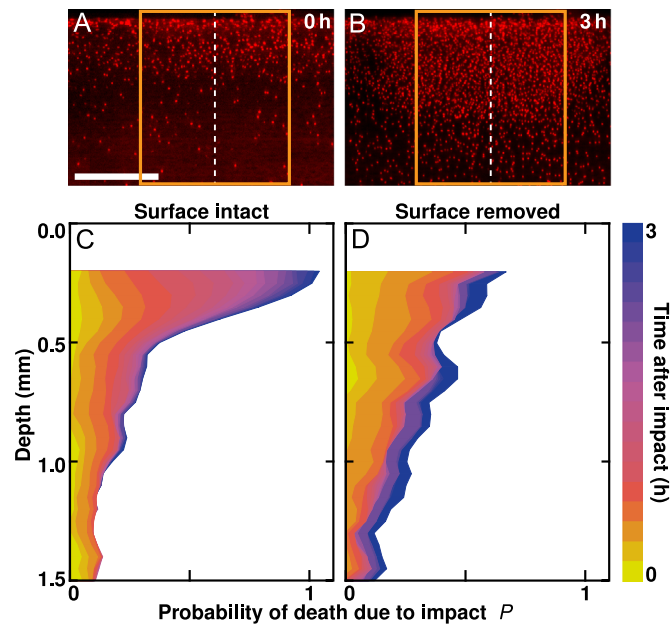 A 0 h B 3 h
Surface intact Surface removed
C D
0.0
0.5
1.0
1.5
Depth (mm)
0 1 0 1
Probability of death due to impact P
3
Time after impact (h)
0